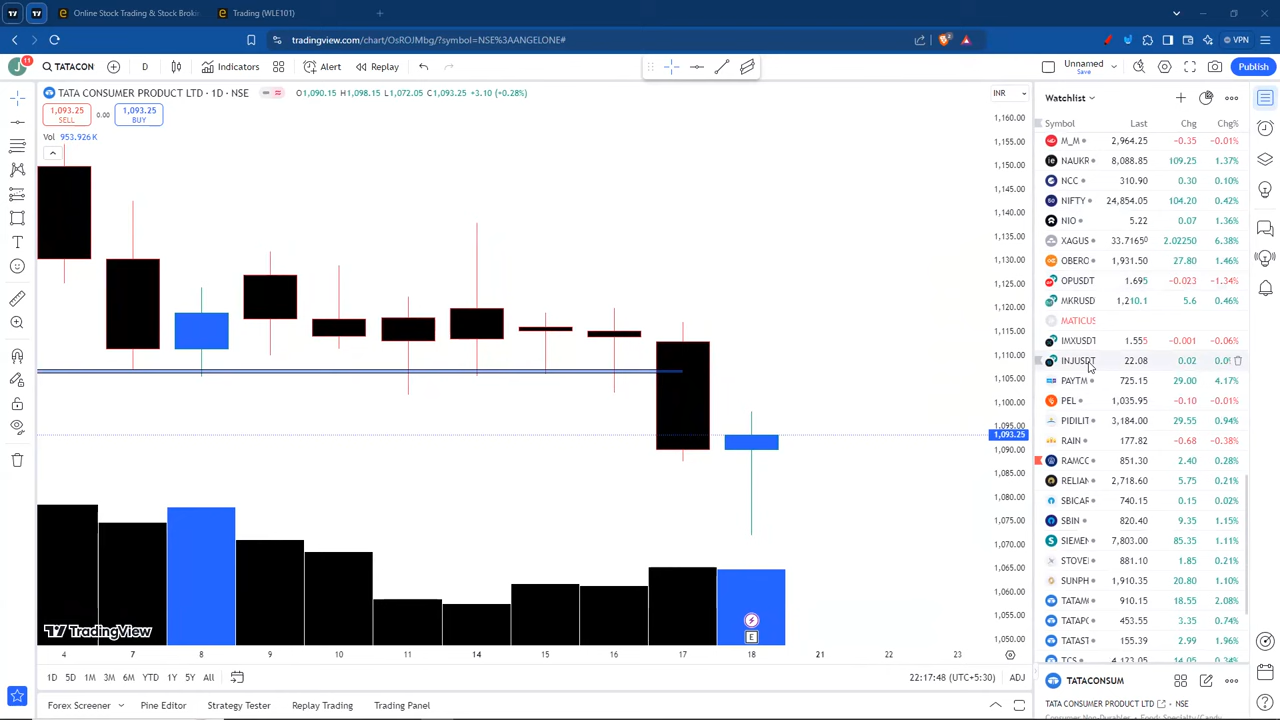 Online Stock Trading & Stock Broki
Trading (WLE101)
tradingview.com/chart/OsROJMbg/?symbol=NSE%3AANGELONE#
VPN
11
TATACON
D
Indicators
Alert
Replay
Unnamed
Save
Publish
TATA CONSUMER PRODUCT LTD · 1D · NSE
O1,090.15 H1,098.15 L1,072.05 C1,093.25 +3.10 (+0.28%)
INR
1,093.25
SELL
0.00
1,093.25
BUY
Vol 953.926 K
1,160.00
1,155.00
1,150.00
1,145.00
1,140.00
1,135.00
1,130.00
1,125.00
1,120.00
1,115.00
1,110.00
1,105.00
1,100.00
1,095.00
1,093.25
1,090.00
1,085.00
1,080.00
1,075.00
1,070.00
1,065.00
1,060.00
1,055.00
1,050.00
TradingView
E
4 7 8 9 10 11 14 15 16 17 18 21 22 23
1D 5D 1M 3M 6M YTD 1Y 5Y All
22:17:48 (UTC+5:30) ADJ
Forex Screener Pine Editor Strategy Tester Replay Trading Trading Panel
Watchlist
Symbol Last Chg Chg%
M_M 2,964.25 −0.35 −0.01%
NAUKR 8,088.85 109.25 1.37%
NCC 310.90 0.30 0.10%
NIFTY 24,854.05 104.20 0.42%
NIO 5.22 0.07 1.36%
XAGUS 33.7165⁰ 2.02250 6.38%
OBERO 1,931.50 27.80 1.46%
OPUSDT 1.695 −0.023 −1.34%
MKRUSD 1,210.1 5.6 0.46%
MATICUS
IMXUSDT 1.555 −0.001 −0.06%
INJUSDT 22.08 0.02 0.09
PAYTM 725.15 29.00 4.17%
PEL 1,035.95 −0.10 −0.01%
PIDILIT 3,184.00 29.55 0.94%
RAIN 177.82 −0.68 −0.38%
RAMCO 851.30 2.40 0.28%
RELIAN 2,718.60 5.75 0.21%
SBICAR 740.15 0.15 0.02%
SBIN 820.40 9.35 1.15%
SIEMEN 7,803.00 85.35 1.11%
STOVE 881.10 1.85 0.21%
SUNPH 1,910.35 20.80 1.10%
TATAM 910.15 18.55 2.08%
TATAPO 453.55 3.35 0.74%
TATAST 155.39 2.99 1.96%
TCS 4,123.05 14.05 0.34%
TATACONSUM
TATA CONSUMER PRODUCT LTD · NSE